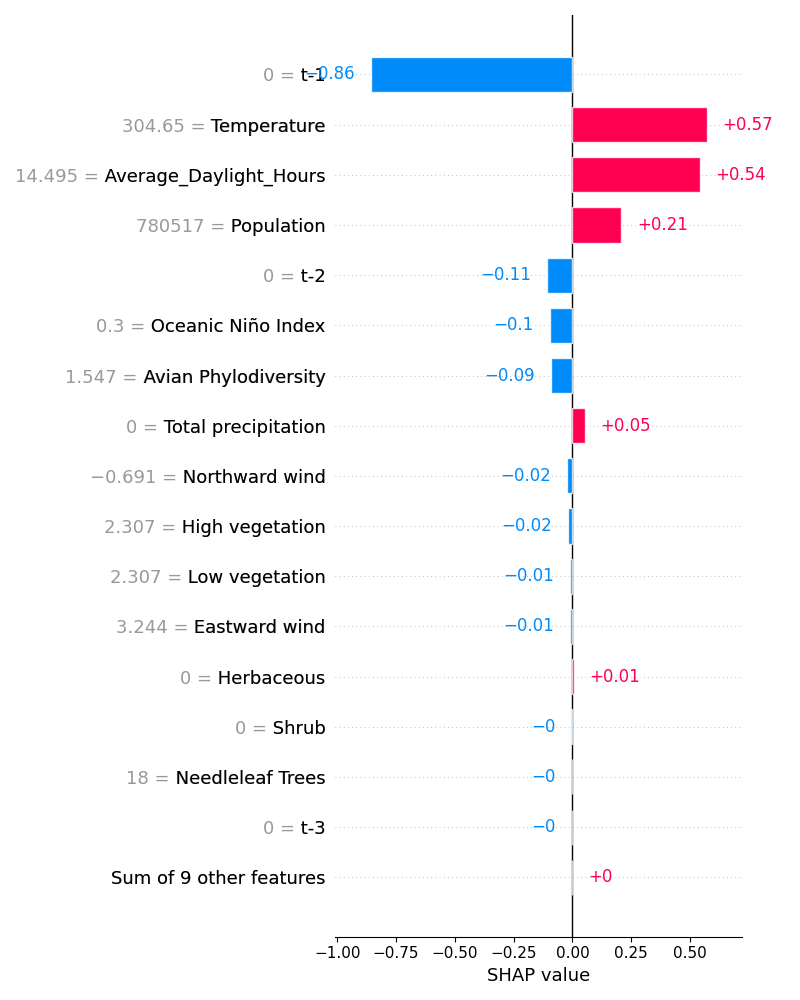 0 = t-1 −0.86
304.65 = Temperature +0.57
14.495 = Average_Daylight_Hours +0.54
780517 = Population +0.21
0 = t-2 −0.11
0.3 = Oceanic Niño Index −0.1
1.547 = Avian Phylodiversity −0.09
0 = Total precipitation +0.05
−0.691 = Northward wind −0.02
2.307 = High vegetation −0.02
2.307 = Low vegetation −0.01
3.244 = Eastward wind −0.01
0 = Herbaceous +0.01
0 = Shrub −0
18 = Needleleaf Trees −0
0 = t-3 −0
Sum of 9 other features +0
−1.00 −0.75 −0.50 −0.25 0.00 0.25 0.50
SHAP value